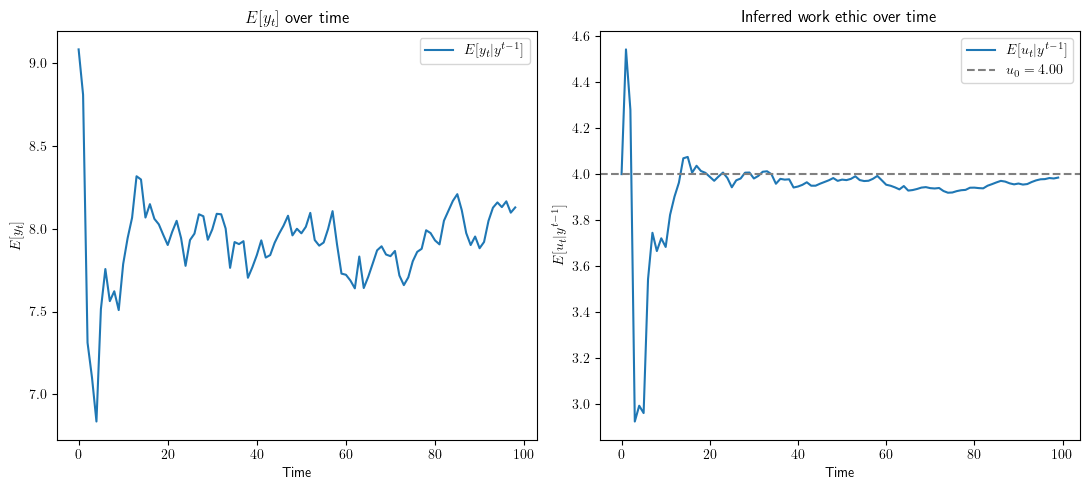 E[y_t] over time
E[y_t|y^{t-1}]
9.0
8.5
8.0
7.5
7.0
E[y_t]
0
20
40
60
80
100
Time
Inferred work ethic over time
E[u_t|y^{t-1}]
u_0 = 4.00
4.6
4.4
4.2
4.0
3.8
3.6
3.4
3.2
3.0
E[u_t|y^{t-1}]
0
20
40
60
80
100
Time